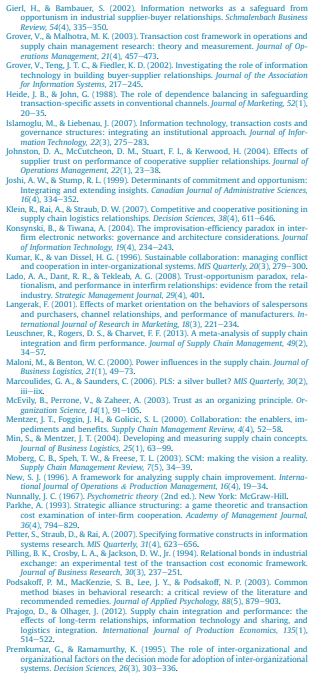 Gierl, H., & Bambauer, S. (2002). Information networks as a safeguard from
opportunism in industrial supplier-buyer relationships. Schmalenbach Business
Review, 54(4), 335–350.
Grover, V., & Malhotra, M. K. (2003). Transaction cost framework in operations and
supply chain management research: theory and measurement. Journal of Op-
erations Management, 21(4), 457–473.
Grover, V., Teng, J. T. C., & Fiedler, K. D. (2002). Investigating the role of information
technology in building buyer-supplier relationships. Journal of the Association
for Information Systems, 217–245.
Heide, J. B., & John, G. (1988). The role of dependence balancing in safeguarding
transaction-specific assets in conventional channels. Journal of Marketing, 52(1),
20–35.
Islamoglu, M., & Liebenau, J. (2007). Information technology, transaction costs and
governance structures: integrating an institutional approach. Journal of Infor-
mation Technology, 22(3), 275–283.
Johnston, D. A., McCutcheon, D. M., Stuart, F. I., & Kerwood, H. (2004). Effects of
supplier trust on performance of cooperative supplier relationships. Journal of
Operations Management, 22(1), 23–38.
Joshi, A. W., & Stump, R. L. (1999). Determinants of commitment and opportunism:
Integrating and extending insights. Canadian Journal of Administrative Sciences,
16(4), 334–352.
Klein, R., Rai, A., & Straub, D. W. (2007). Competitive and cooperative positioning in
supply chain logistics relationships. Decision Sciences, 38(4), 611–646.
Konsynski, B., & Tiwana, A. (2004). The improvisation-efficiency paradox in inter-
firm electronic networks: governance and architecture considerations. Journal
of Information Technology, 19(4), 234–243.
Kumar, K., & van Dissel, H. G. (1996). Sustainable collaboration: managing conflict
and cooperation in inter-organizational systems. MIS Quarterly, 20(3), 279–300.
Lado, A. A., Dant, R. R., & Tekleab, A. G. (2008). Trust-opportunism paradox, rela-
tionalism, and performance in interfirm relationships: evidence from the retail
industry. Strategic Management Journal, 29(4), 401.
Langerak, F. (2001). Effects of market orientation on the behaviors of salespersons
and purchasers, channel relationships, and performance of manufacturers. In-
ternational Journal of Research in Marketing, 18(3), 221–234.
Leuschner, R., Rogers, D. S., & Charvet, F. F. (2013). A meta-analysis of supply chain
integration and firm performance. Journal of Supply Chain Management, 49(2),
34–57.
Maloni, M., & Benton, W. C. (2000). Power influences in the supply chain. Journal of
Business Logistics, 21(1), 49–73.
Marcoulides, G. A., & Saunders, C. (2006). PLS: a silver bullet? MIS Quarterly, 30(2),
iii–iix.
McEvily, B., Perrone, V., & Zaheer, A. (2003). Trust as an organizing principle. Or-
ganization Science, 14(1), 91–105.
Mentzer, J. T., Foggin, J. H., & Golicic, S. L. (2000). Collaboration: the enablers, im-
pediments and benefits. Supply Chain Management Review, 4(4), 52–58.
Min, S., & Mentzer, J. T. (2004). Developing and measuring supply chain concepts.
Journal of Business Logistics, 25(1), 63–99.
Moberg, C. B., Speh, T. W., & Freese, T. L. (2003). SCM: making the vision a reality.
Supply Chain Management Review, 7(5), 34–39.
New, S. J. (1996). A framework for analyzing supply chain improvement. Interna-
tional Journal of Operations & Production Management, 16(4), 19–34.
Nunnally, J. C. (1967). Psychometric theory (2nd ed.). New York: McGraw-Hill.
Parkhe, A. (1993). Strategic alliance structuring: a game theoretic and transaction
cost examination of inter-firm cooperation. Academy of Management Journal,
36(4), 794–829.
Petter, S., Straub, D., & Rai, A. (2007). Specifying formative constructs in information
systems research. MIS Quarterly, 31(4), 623–656.
Pilling, B. K., Crosby, L. A., & Jackson, D. W., Jr. (1994). Relational bonds in industrial
exchange: an experimental test of the transaction cost economic framework.
Journal of Business Research, 30(3), 237–251.
Podsakoff, P. M., MacKenzie, S. B., Lee, J. Y., & Podsakoff, N. P. (2003). Common
method biases in behavioral research: a critical review of the literature and
recommended remedies. Journal of Applied Psychology, 88(5), 879–903.
Prajogo, D., & Olhager, J. (2012). Supply chain integration and performance: the
effects of long-term relationships, information technology and sharing, and
logistics integration. International Journal of Production Economics, 135(1),
514–522.
Premkumar, G., & Ramamurthy, K. (1995). The role of inter-organizational and
organizational factors on the decision mode for adoption of inter-organizational
systems. Decision Sciences, 26(3), 303–336.